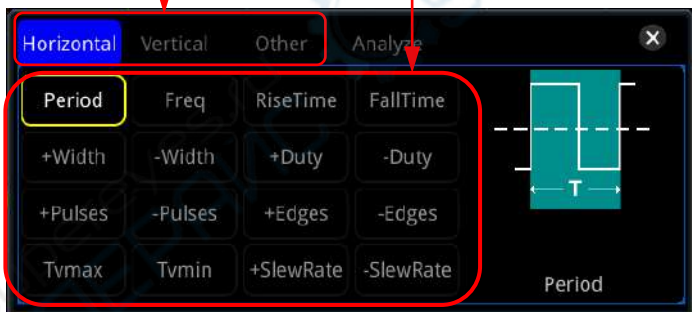 Horizontal Vertical Other Analyze
Period Freq RiseTime FallTime
+Width -Width +Duty -Duty
+Pulses -Pulses +Edges -Edges
Tvmax Tvmin +SlewRate -SlewRate
T
Period